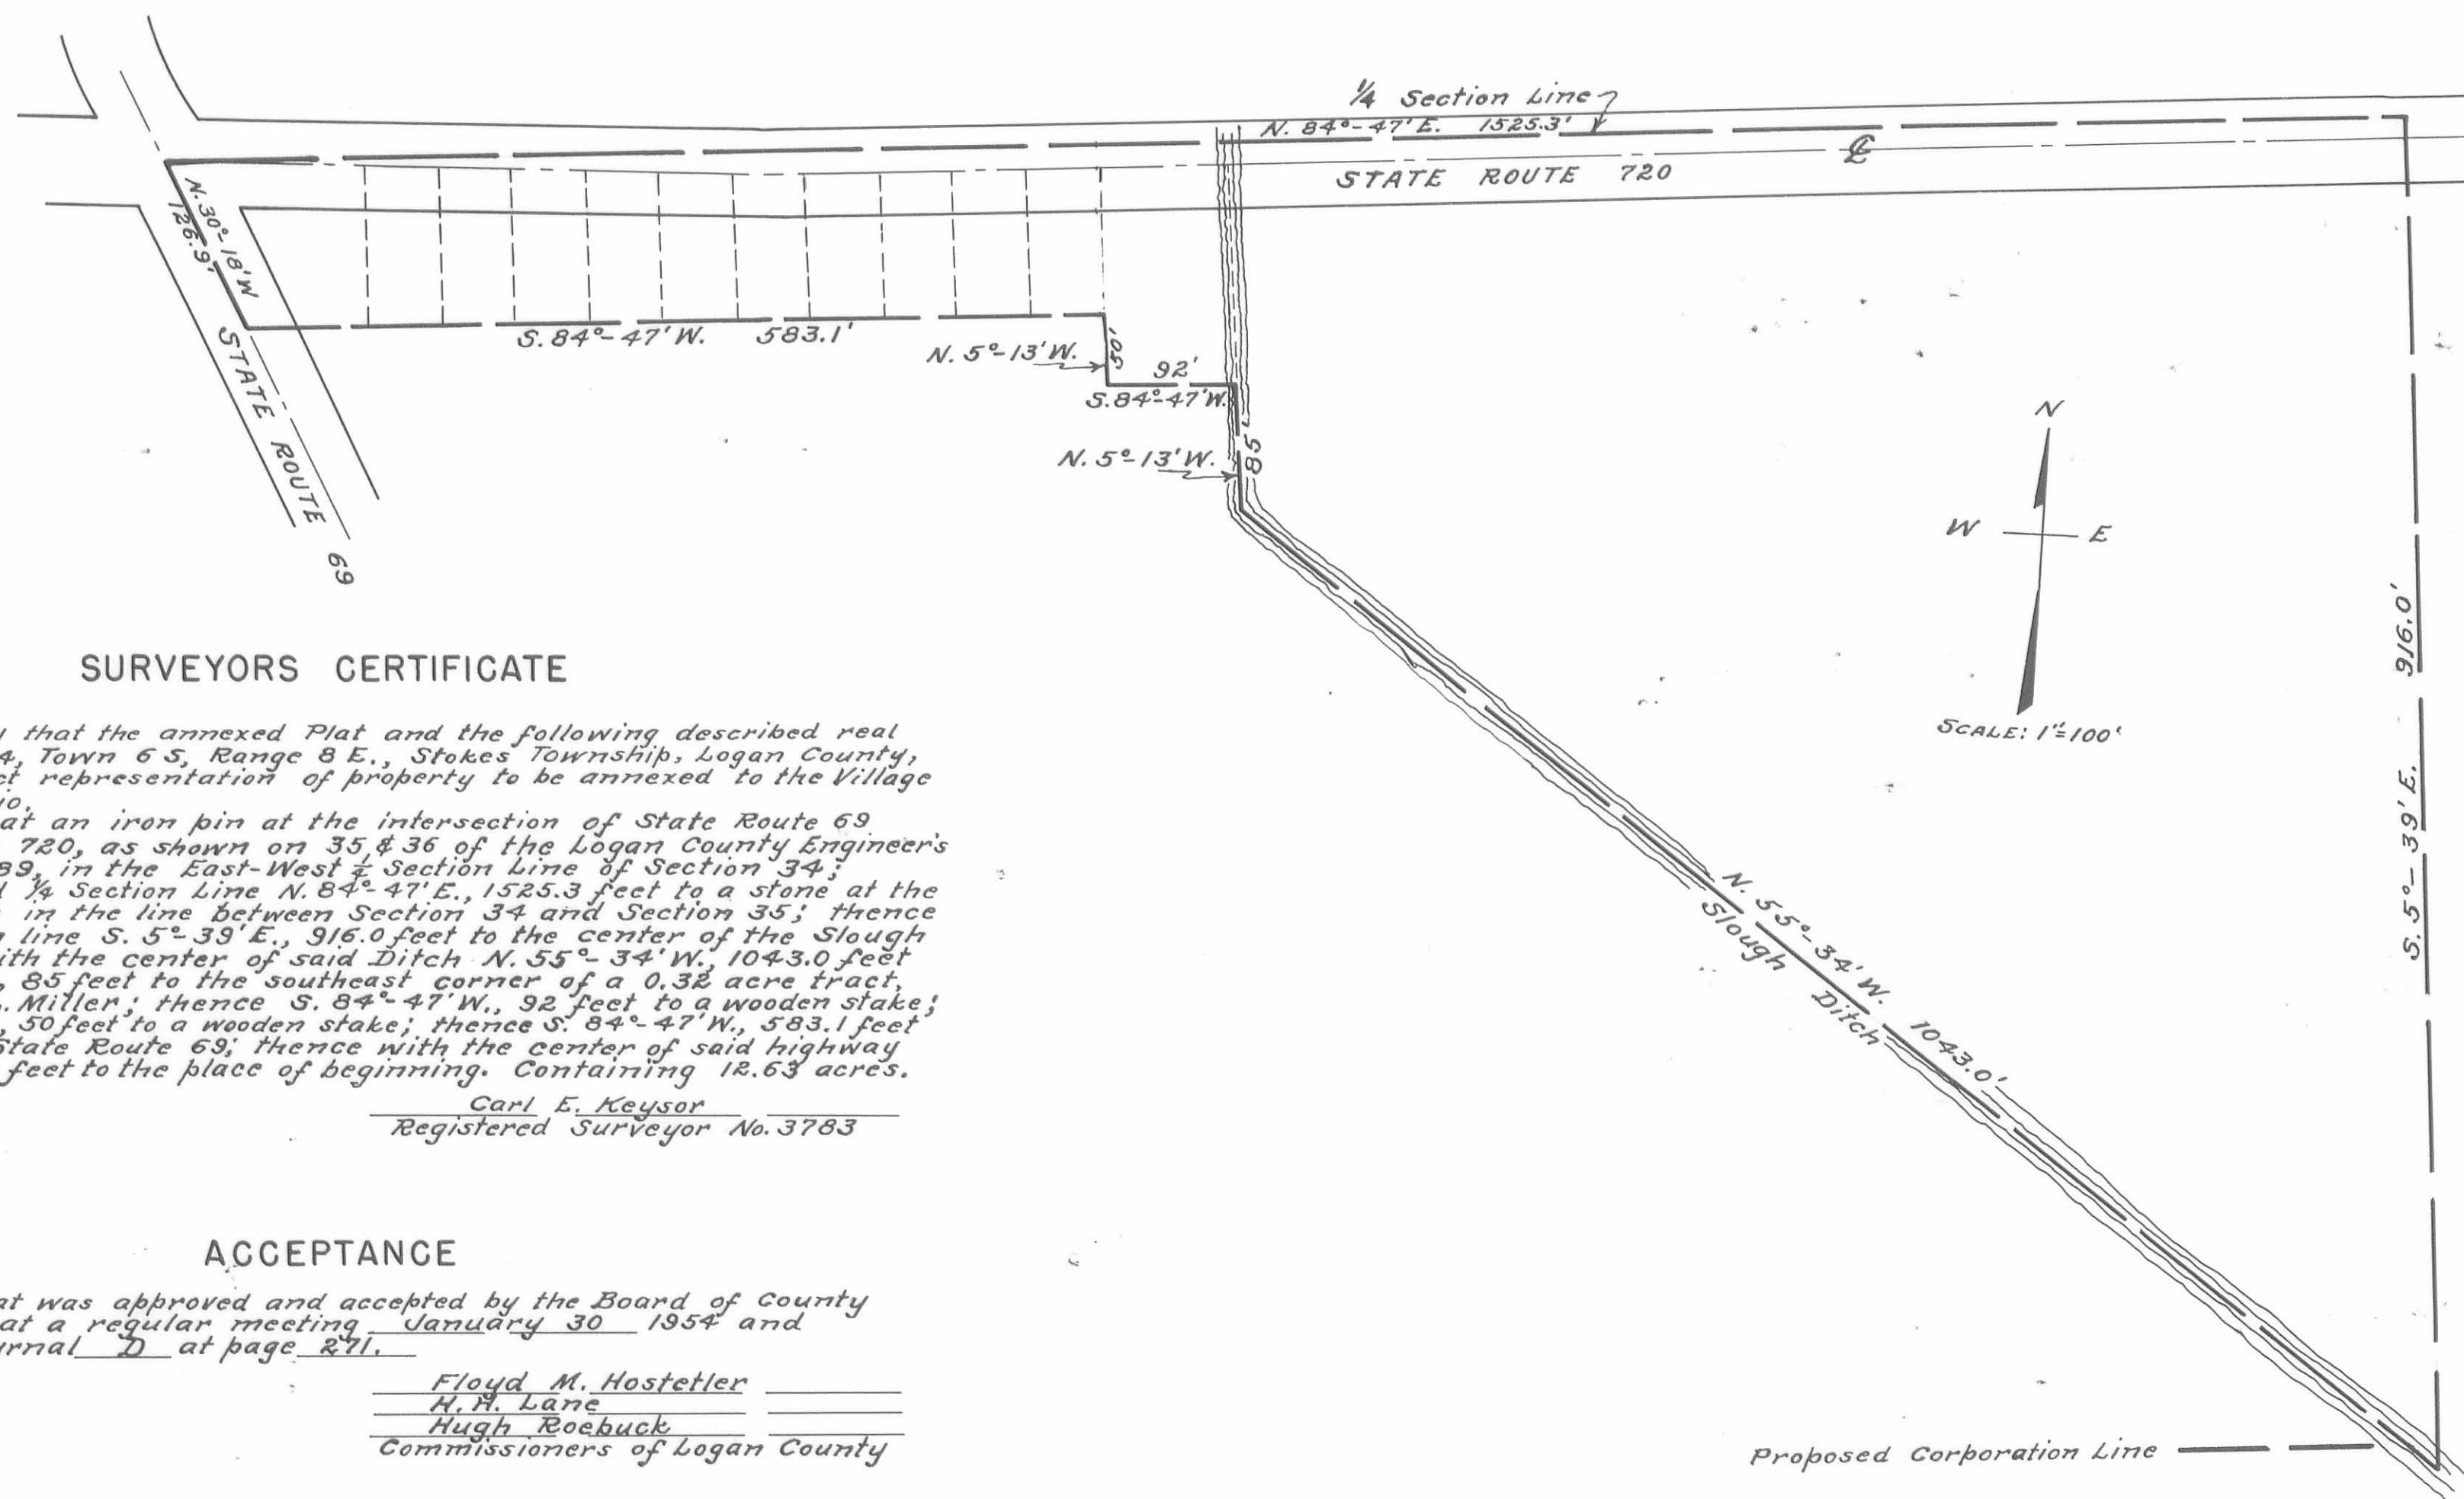 1/4 Section Line
N. 84°-47' E. 1525.3'
℄
STATE ROUTE 720
N. 30°-18' W
126.9'
S. 84°-47' W. 583.1'
N. 5°-13' W.
50'
92'
S. 84°-47' W.
N. 5°-13' W.
85'
STATE ROUTE 69
N
W E
SCALE: 1"=100'
916.0'
S. 5°-39' E.
N. 55°-34' W. 1043.0'
Slough Ditch
SURVEYORS CERTIFICATE
that the annexed Plat and the following described real
4, Town 6 S, Range 8 E., Stokes Township, Logan County,
representation of property to be annexed to the Village
at an iron pin at the intersection of State Route 69
720, as shown on 35 & 36 of the Logan County Engineer's
39, in the East-West ½ Section Line of Section 34;
1/4 Section Line N. 84°-47' E., 1525.3 feet to a stone at the
in the line between Section 34 and Section 35; thence
line S. 5°-39' E., 916.0 feet to the center of the Slough
ith the center of said Ditch N. 55°-34' W., 1043.0 feet
, 85 feet to the southeast corner of a 0.32 acre tract,
. Miller; thence S. 84°-47' W., 92 feet to a wooden stake;
, 50 feet to a wooden stake; thence S. 84°-47' W., 583.1 feet
State Route 69; thence with the center of said highway
feet to the place of beginning. Containing 12.63 acres.
Carl E. Keysor
Registered Surveyor No. 3783
ACCEPTANCE
at was approved and accepted by the Board of County
at a regular meeting January 30 1954 and
urnal D at page 271.
Floyd M. Hostetler
H. H. Lane
Hugh Roebuck
Commissioners of Logan County
Proposed Corporation Line